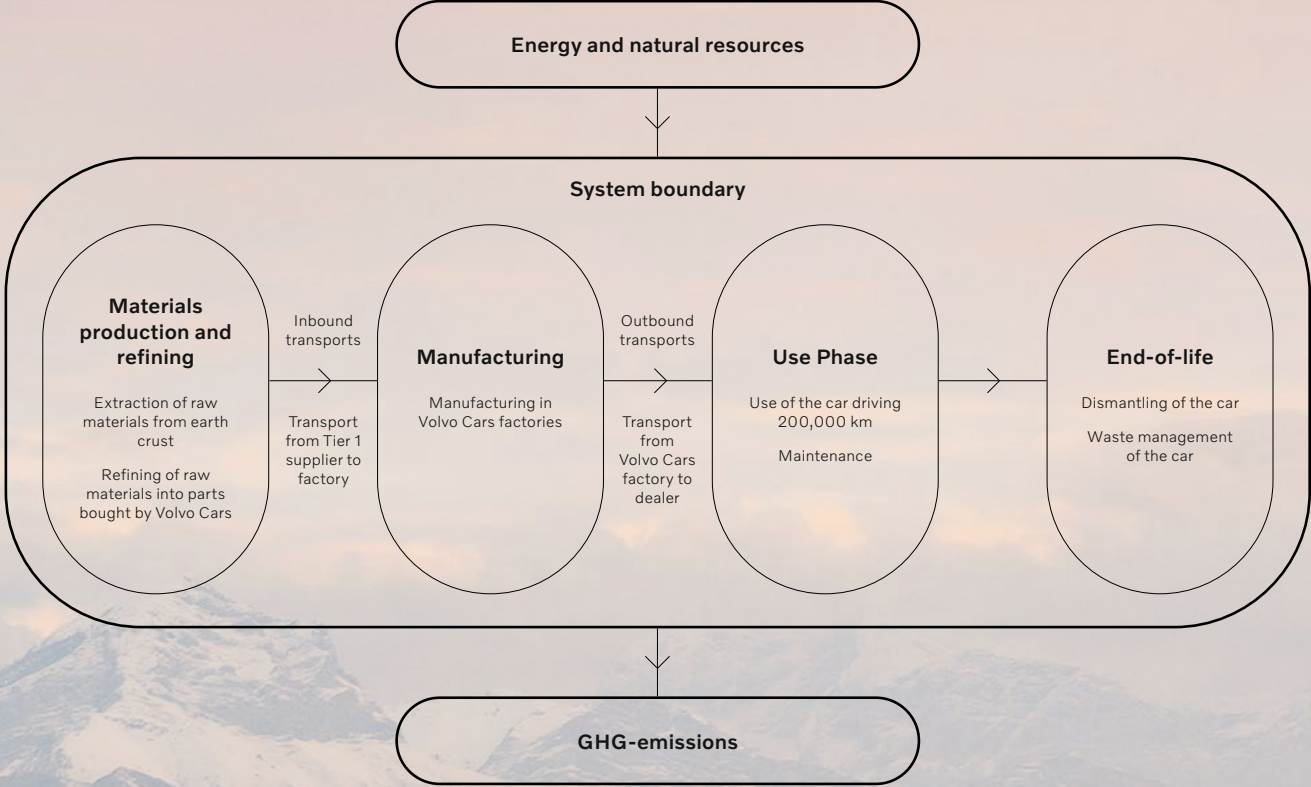 Energy and natural resources
System boundary
Materials
production and
refining
Extraction of raw
materials from earth
crust
Refining of raw
materials into parts
bought by Volvo Cars
Inbound
transports
Transport
from Tier 1
supplier to
factory
Manufacturing
Manufacturing in
Volvo Cars factories
Outbound
transports
Transport
from
Volvo Cars
factory to
dealer
Use Phase
Use of the car driving
200,000 km
Maintenance
End-of-life
Dismantling of the car
Waste management
of the car
GHG-emissions